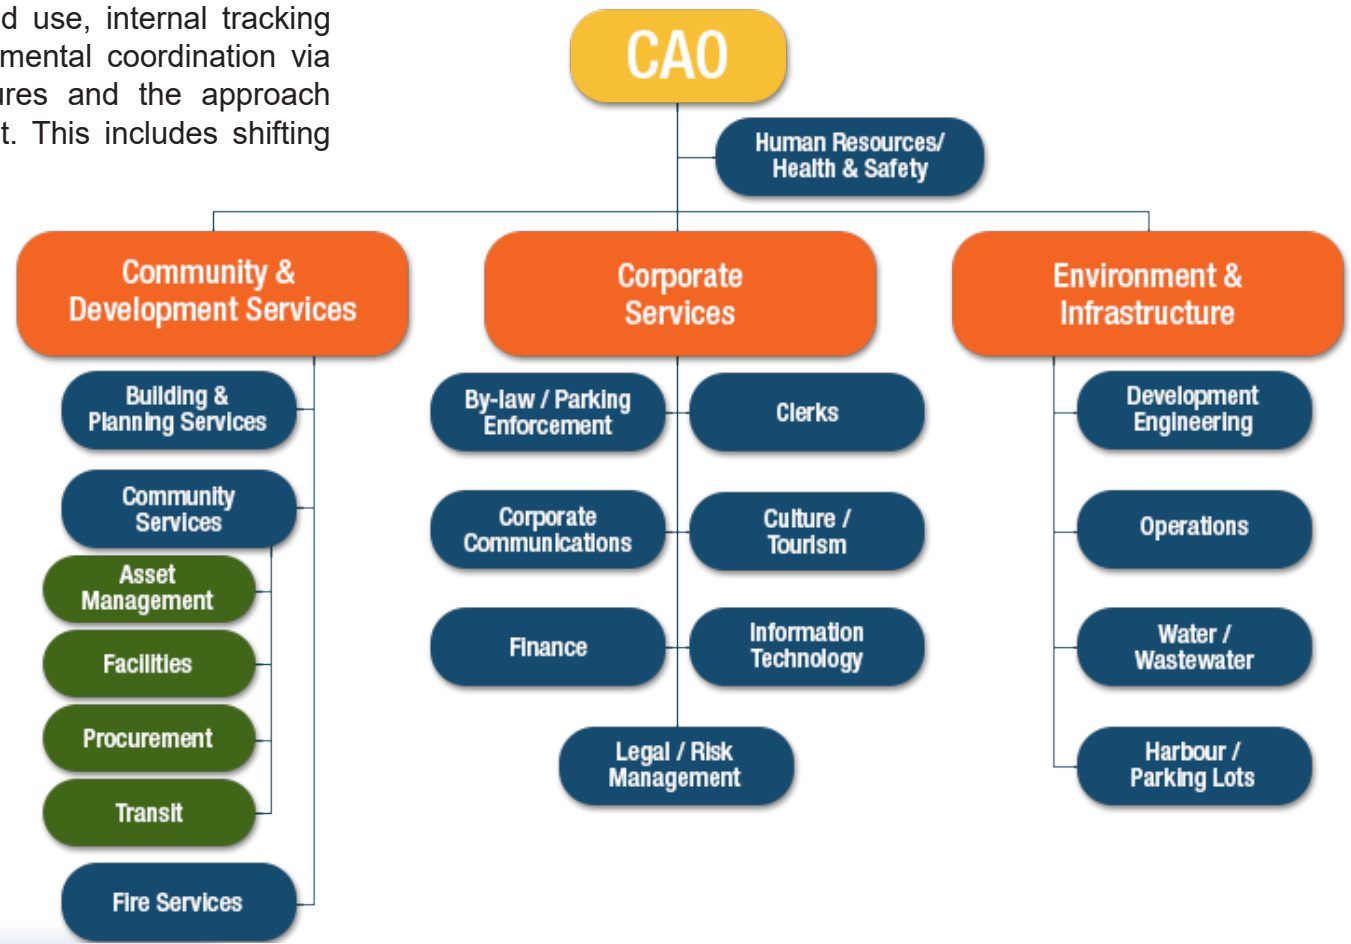 d use, internal tracking
mental coordination via
ures and the approach
t. This includes shifting
CAO
Human Resources/
Health & Safety
Community &
Development Services
Building &
Planning Services
Community
Services
Asset
Management
Facilities
Procurement
Transit
Fire Services
Corporate
Services
By-law / Parking
Enforcement
Clerks
Corporate
Communications
Culture /
Tourism
Finance
Information
Technology
Legal / Risk
Management
Environment &
Infrastructure
Development
Engineering
Operations
Water /
Wastewater
Harbour /
Parking Lots